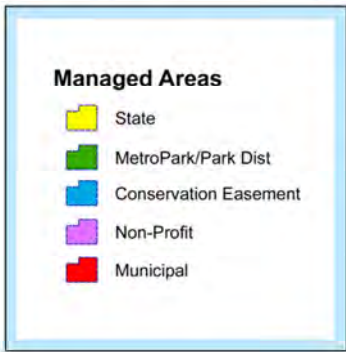 Managed Areas
State
MetroPark/Park Dist
Conservation Easement
Non-Profit
Municipal